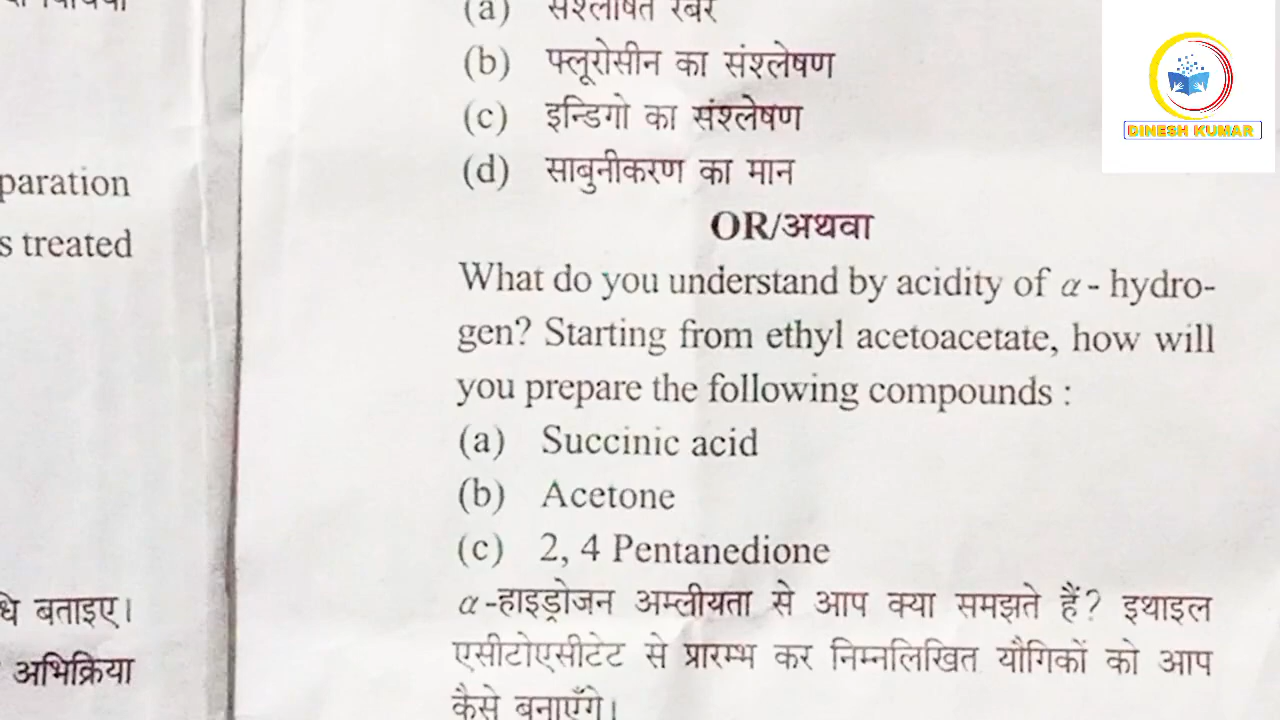 paration
s treated
धे बताइए।
अभिक्रिया
(a) संश्लेषित रबर
(b) फ्लूरोसीन का संश्लेषण
(c) इन्डिगो का संश्लेषण
(d) साबुनीकरण का मान
OR/अथवा
What do you understand by acidity of α - hydro-
gen? Starting from ethyl acetoacetate, how will
you prepare the following compounds :
(a) Succinic acid
(b) Acetone
(c) 2, 4 Pentanedione
α -हाइड्रोजन अम्लीयता से आप क्या समझते हैं? इथाइल
एसीटोएसीटेट से प्रारम्भ कर निम्नलिखित यौगिकों को आप
कैसे बनाएँगे।
DINESH KUMAR